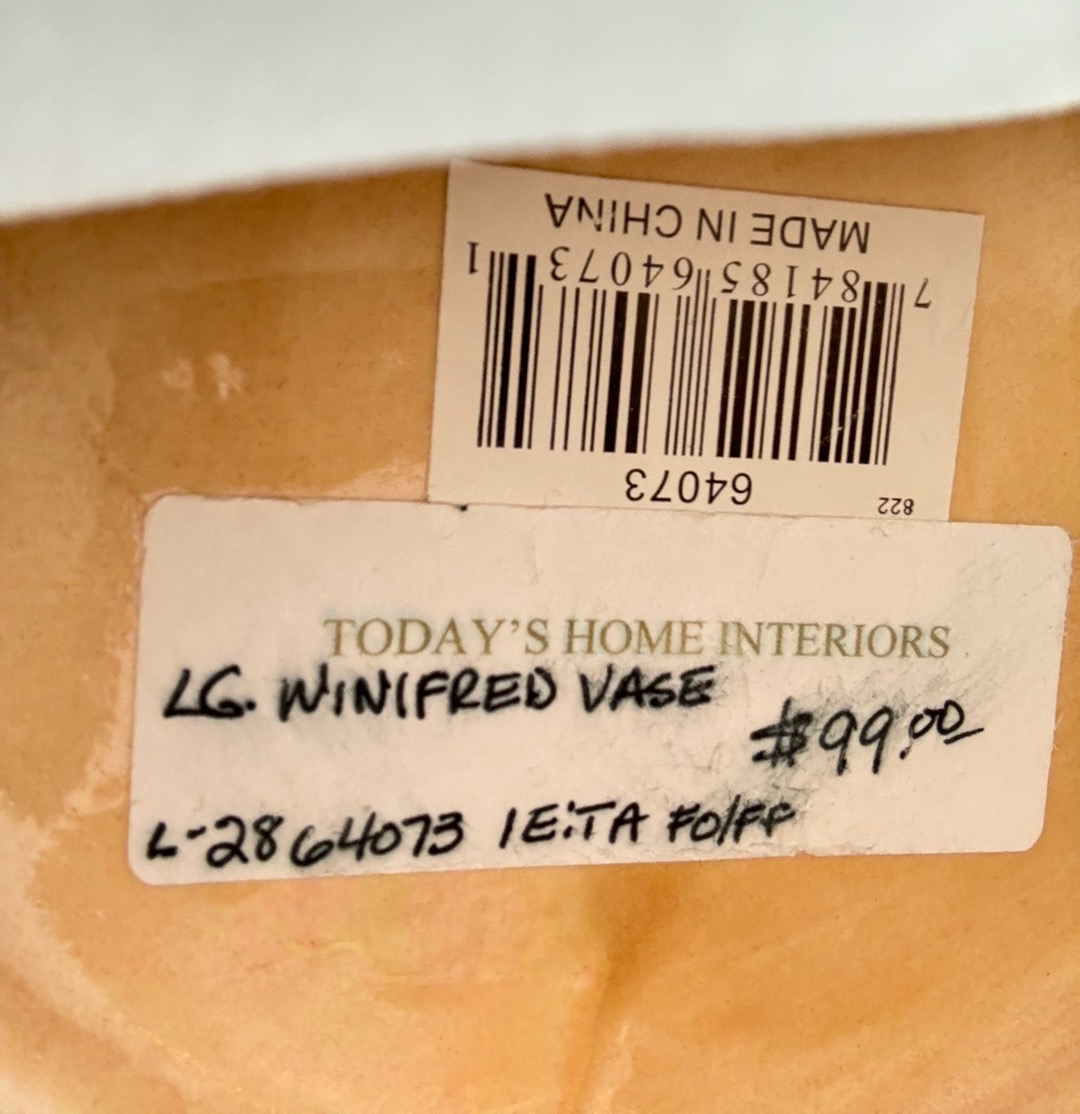 MADE IN CHINA
7 84185 64073 1
64073
822
TODAY'S HOME INTERIORS
LG. WINIFRED VASE
$99.00
L-2864073 IE:TA FO/FF